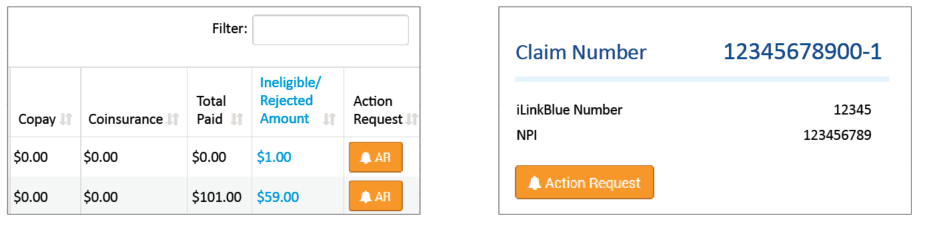 Filter:
Ineligible/
Total Rejected Action
Copay Coinsurance Paid Amount Request
$0.00 $0.00 $0.00 $1.00 AR
$0.00 $0.00 $101.00 $59.00 AR
Claim Number 12345678900-1
iLinkBlue Number 12345
NPI 123456789
Action Request